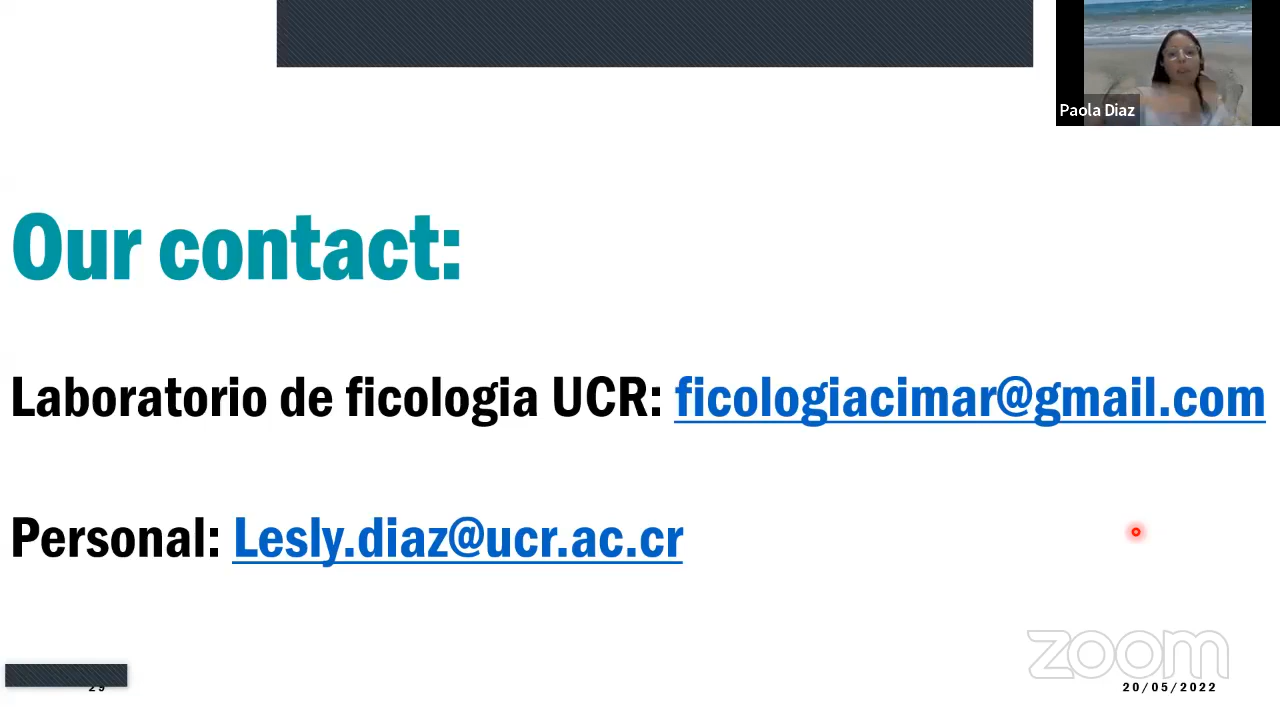 Paola Diaz
Our contact:
Laboratorio de ficologia UCR: ficologiacimar@gmail.com
Personal: Lesly.diaz@ucr.ac.cr
zoom
29
20/05/2022